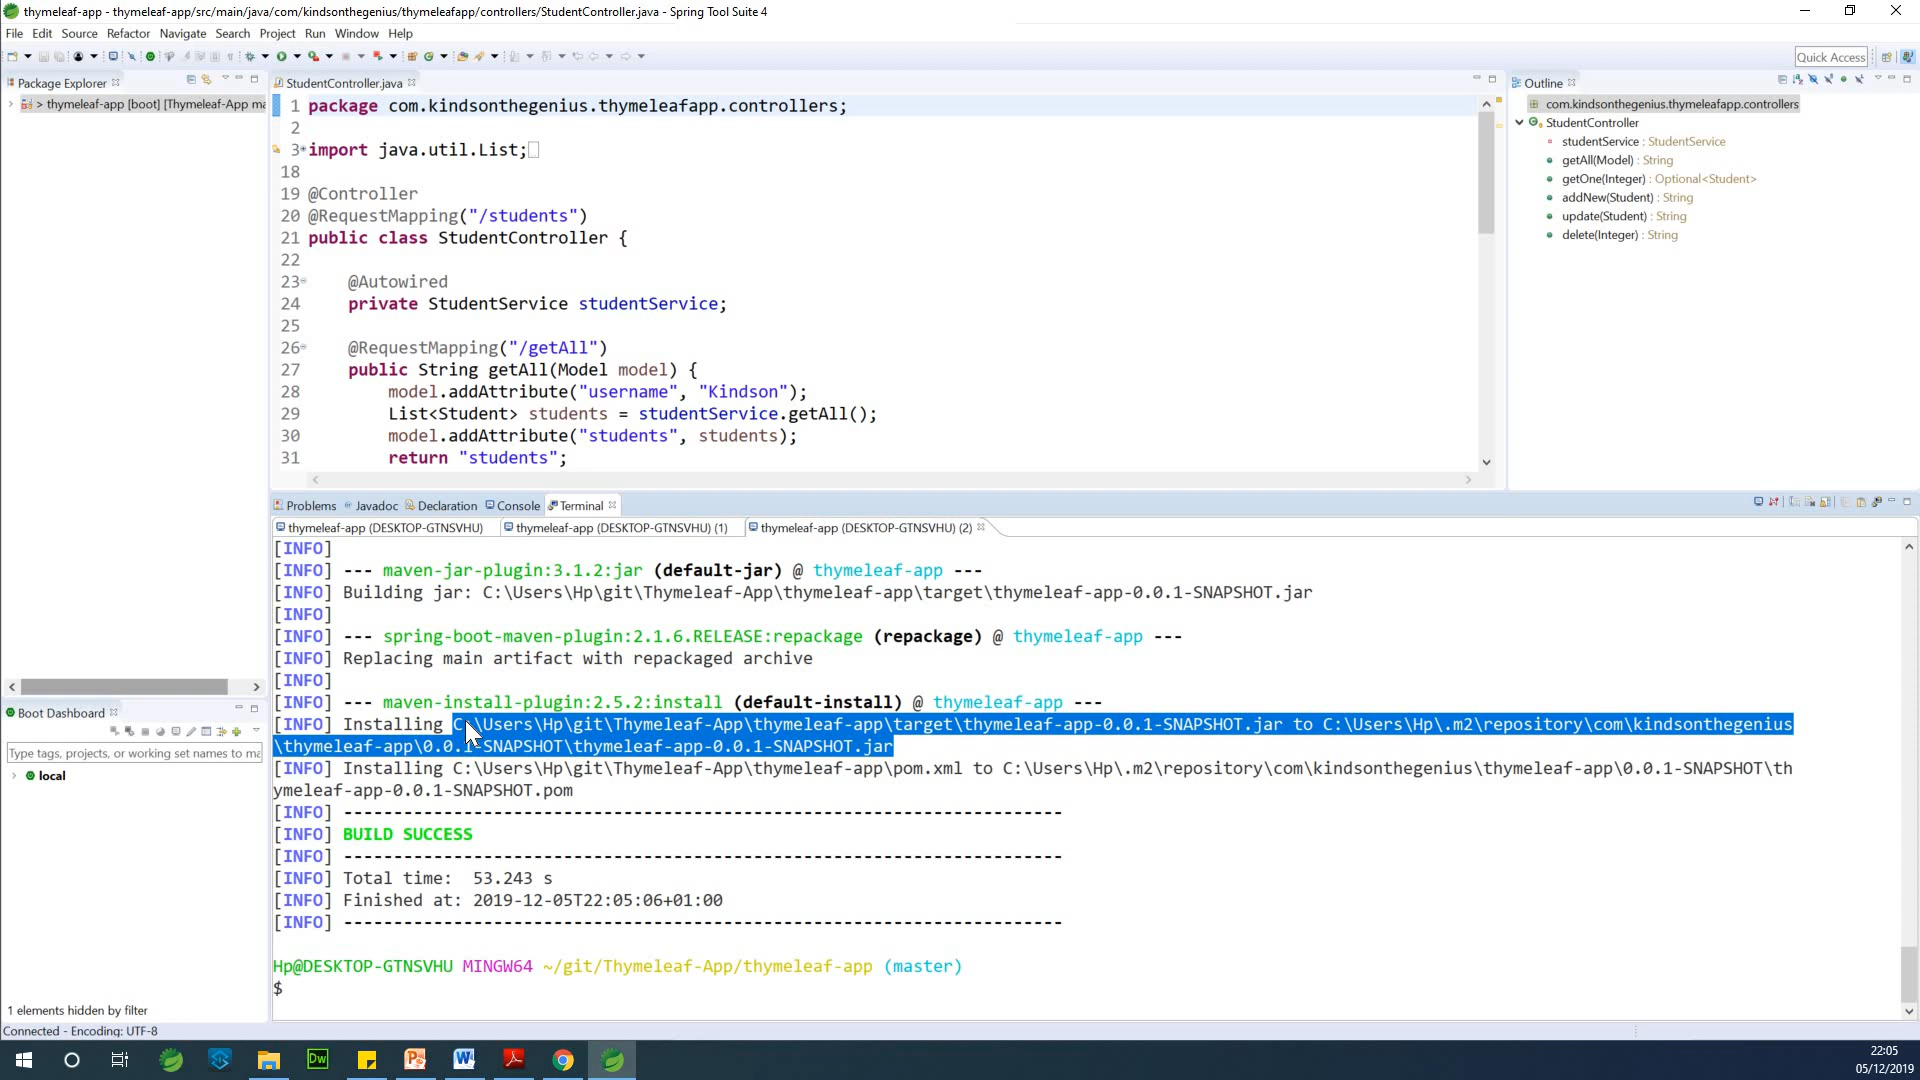 thymeleaf-app - thymeleaf-app/src/main/java/com/kindsonthegenius/thymeleafapp/controllers/StudentController.java - Spring Tool Suite 4
File Edit Source Refactor Navigate Search Project Run Window Help
Quick Access
Package Explorer
> thymeleaf-app [boot] [Thymeleaf-App ma
StudentController.java
1 package com.kindsonthegenius.thymeleafapp.controllers;
2
3 import java.util.List;
18
19 @Controller
20 @RequestMapping("/students")
21 public class StudentController {
22
23 @Autowired
24 private StudentService studentService;
25
26 @RequestMapping("/getAll")
27 public String getAll(Model model) {
28 model.addAttribute("username", "Kindson");
29 List<Student> students = studentService.getAll();
30 model.addAttribute("students", students);
31 return "students";
Outline
com.kindsonthegenius.thymeleafapp.controllers
StudentController
studentService : StudentService
getAll(Model) : String
getOne(Integer) : Optional<Student>
addNew(Student) : String
update(Student) : String
delete(Integer) : String
Problems Javadoc Declaration Console Terminal
thymeleaf-app (DESKTOP-GTNSVHU) thymeleaf-app (DESKTOP-GTNSVHU) (1) thymeleaf-app (DESKTOP-GTNSVHU) (2)
[INFO]
[INFO] --- maven-jar-plugin:3.1.2:jar (default-jar) @ thymeleaf-app ---
[INFO] Building jar: C:\Users\Hp\git\Thymeleaf-App\thymeleaf-app\target\thymeleaf-app-0.0.1-SNAPSHOT.jar
[INFO]
[INFO] --- spring-boot-maven-plugin:2.1.6.RELEASE:repackage (repackage) @ thymeleaf-app ---
[INFO] Replacing main artifact with repackaged archive
[INFO]
[INFO] --- maven-install-plugin:2.5.2:install (default-install) @ thymeleaf-app ---
[INFO] Installing C:\Users\Hp\git\Thymeleaf-App\thymeleaf-app\target\thymeleaf-app-0.0.1-SNAPSHOT.jar to C:\Users\Hp\.m2\repository\com\kindsonthegenius
\thymeleaf-app\0.0.1-SNAPSHOT\thymeleaf-app-0.0.1-SNAPSHOT.jar
[INFO] Installing C:\Users\Hp\git\Thymeleaf-App\thymeleaf-app\pom.xml to C:\Users\Hp\.m2\repository\com\kindsonthegenius\thymeleaf-app\0.0.1-SNAPSHOT\th
ymeleaf-app-0.0.1-SNAPSHOT.pom
[INFO] ------------------------------------------------------------------------
[INFO] BUILD SUCCESS
[INFO] ------------------------------------------------------------------------
[INFO] Total time:  53.243 s
[INFO] Finished at: 2019-12-05T22:05:06+01:00
[INFO] ------------------------------------------------------------------------
Hp@DESKTOP-GTNSVHU MINGW64 ~/git/Thymeleaf-App/thymeleaf-app (master)
$
Boot Dashboard
Type tags, projects, or working set names to ma
local
1 elements hidden by filter
Connected - Encoding: UTF-8
Dw
22:05
05/12/2019